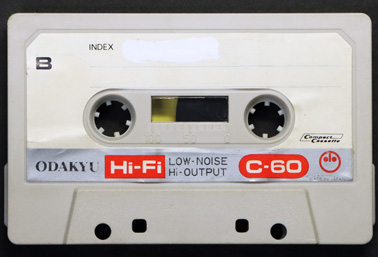 INDEX
B
Compact
Cassette
ODAKYU Hi-Fi LOW-NOISE C-60
Hi-OUTPUT